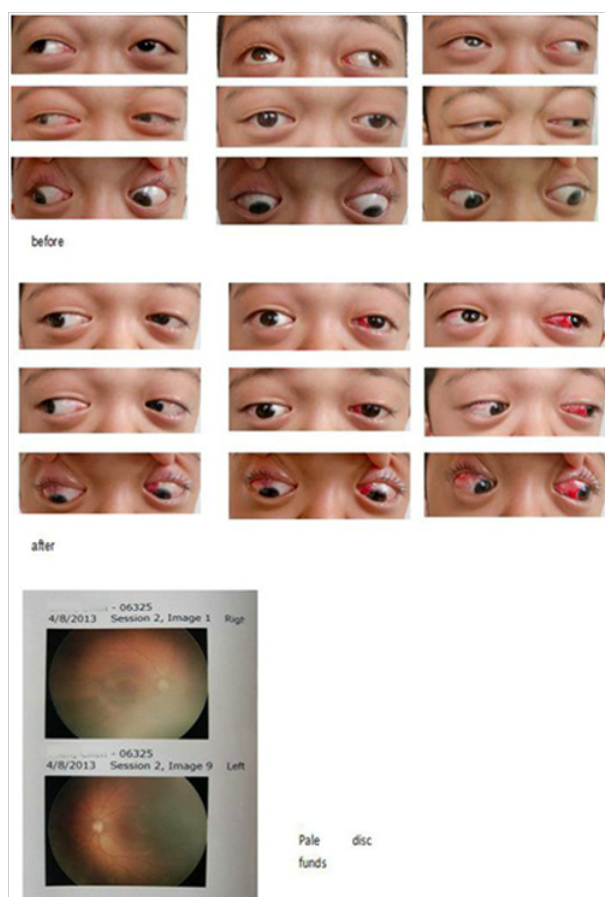 before
after
- 06325
4/8/2013 Session 2, Image 1 Righ
- 06325
4/8/2013 Session 2, Image 9 Left
Pale disc
funds